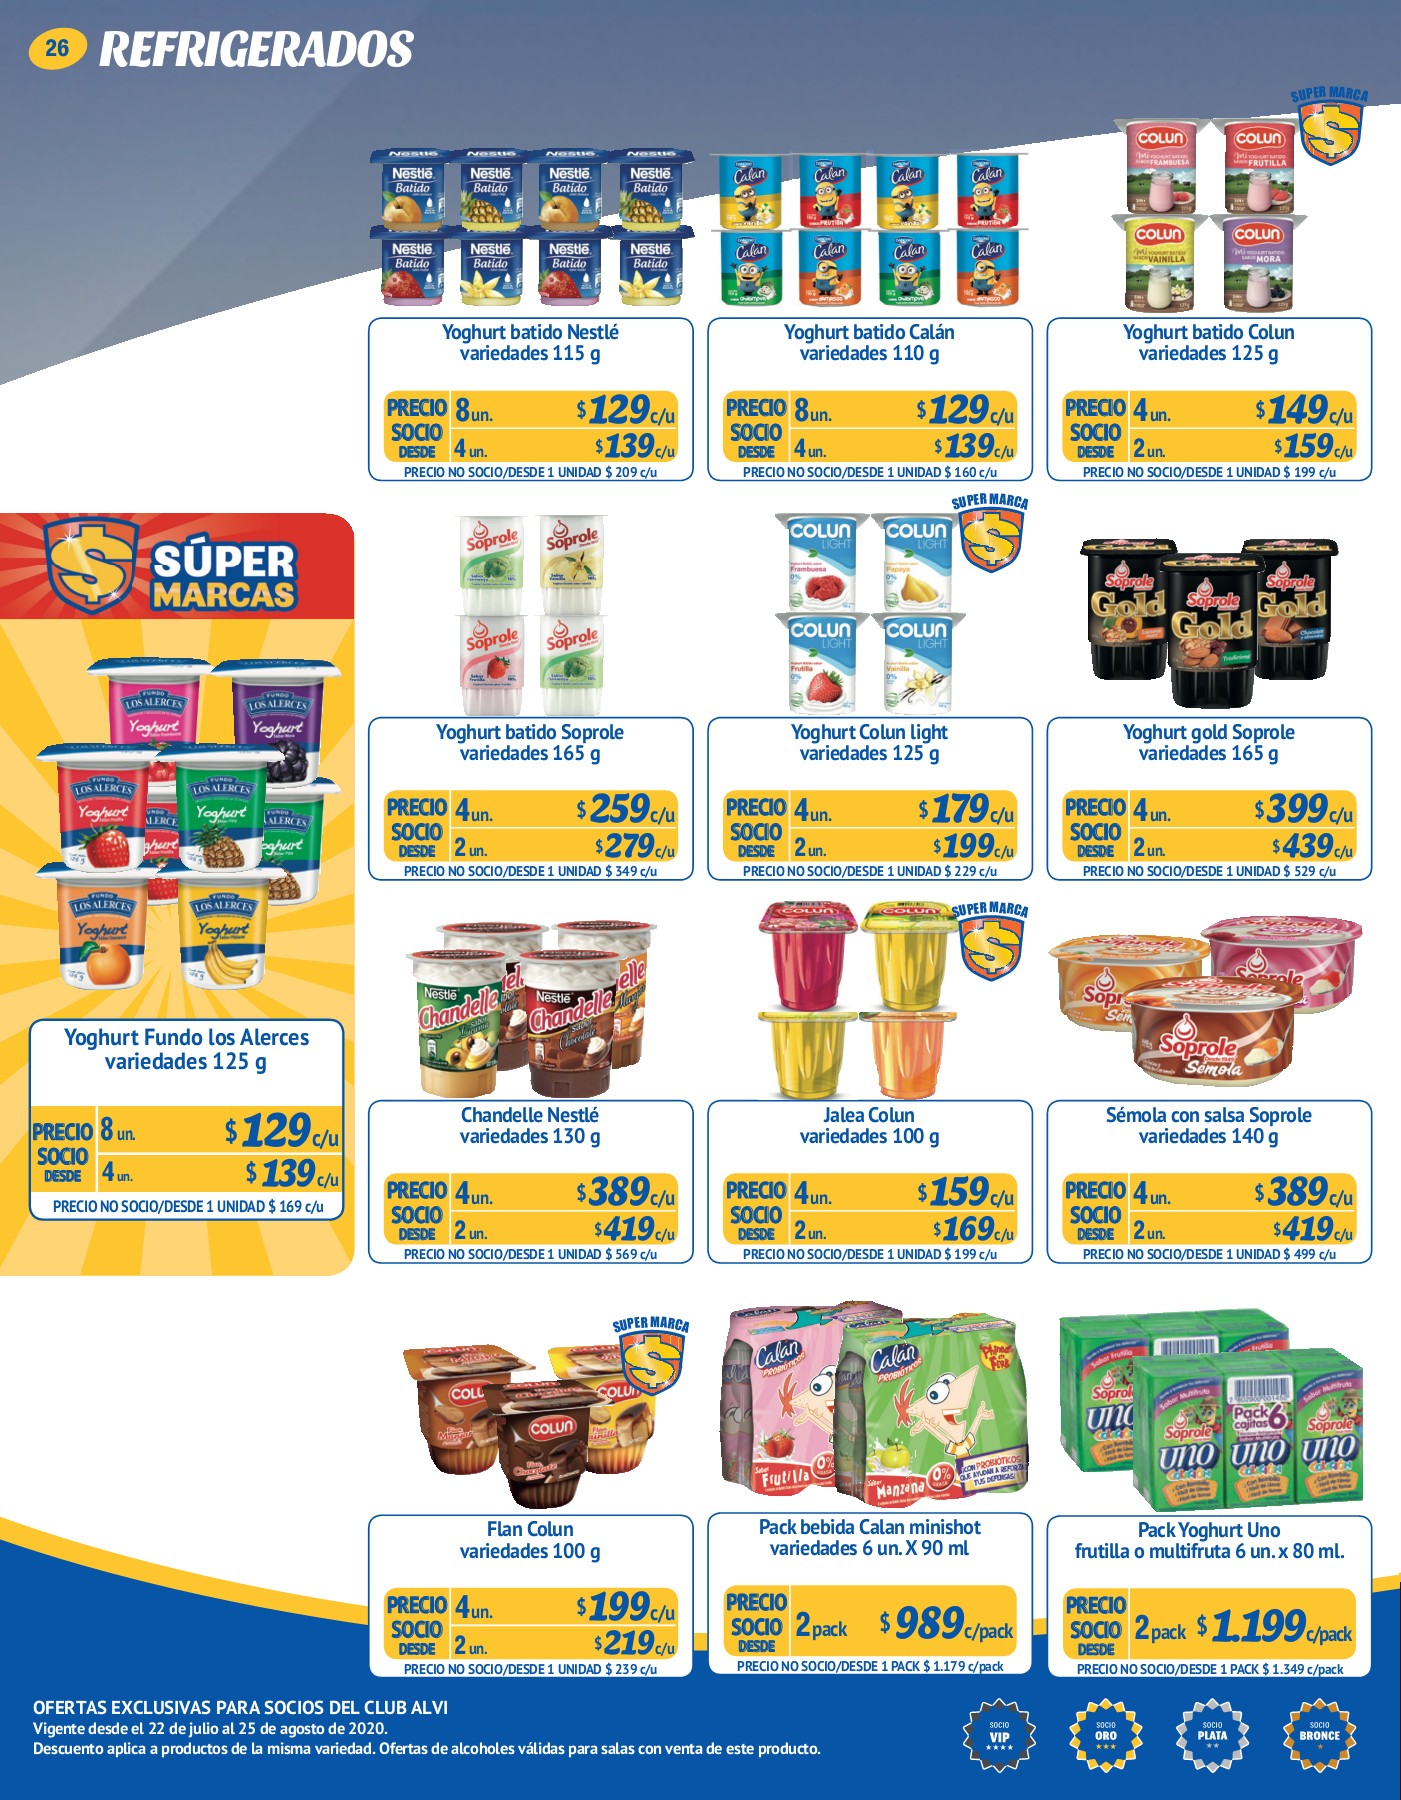 26
REFRIGERADOS
SUPER MARCA
Yoghurt batido Nestlé
variedades 115 g
PRECIO SOCIO DESDE
8 un. $129 c/u
4 un. $139 c/u
PRECIO NO SOCIO/DESDE 1 UNIDAD $ 209 c/u
Yoghurt batido Calán
variedades 110 g
PRECIO SOCIO DESDE
8 un. $129 c/u
4 un. $139 c/u
PRECIO NO SOCIO/DESDE 1 UNIDAD $ 160 c/u
Yoghurt batido Colun
variedades 125 g
PRECIO SOCIO DESDE
4 un. $149 c/u
2 un. $159 c/u
PRECIO NO SOCIO/DESDE 1 UNIDAD $ 199 c/u
SÚPER
MARCAS
Yoghurt Fundo los Alerces
variedades 125 g
PRECIO SOCIO DESDE
8 un. $129 c/u
4 un. $139 c/u
PRECIO NO SOCIO/DESDE 1 UNIDAD $ 169 c/u
Yoghurt batido Soprole
variedades 165 g
PRECIO SOCIO DESDE
4 un. $259 c/u
2 un. $279 c/u
PRECIO NO SOCIO/DESDE 1 UNIDAD $ 349 c/u
SUPER MARCA
Yoghurt Colun light
variedades 125 g
PRECIO SOCIO DESDE
4 un. $179 c/u
2 un. $199 c/u
PRECIO NO SOCIO/DESDE 1 UNIDAD $ 229 c/u
Yoghurt gold Soprole
variedades 165 g
PRECIO SOCIO DESDE
4 un. $399 c/u
2 un. $439 c/u
PRECIO NO SOCIO/DESDE 1 UNIDAD $ 529 c/u
Chandelle Nestlé
variedades 130 g
PRECIO SOCIO DESDE
4 un. $389 c/u
2 un. $419 c/u
PRECIO NO SOCIO/DESDE 1 UNIDAD $ 569 c/u
SUPER MARCA
Jalea Colun
variedades 100 g
PRECIO SOCIO DESDE
4 un. $159 c/u
2 un. $169 c/u
PRECIO NO SOCIO/DESDE 1 UNIDAD $ 199 c/u
Sémola con salsa Soprole
variedades 140 g
PRECIO SOCIO DESDE
4 un. $389 c/u
2 un. $419 c/u
PRECIO NO SOCIO/DESDE 1 UNIDAD $ 499 c/u
SUPER MARCA
Flan Colun
variedades 100 g
PRECIO SOCIO DESDE
4 un. $199 c/u
2 un. $219 c/u
PRECIO NO SOCIO/DESDE 1 UNIDAD $ 239 c/u
Pack bebida Calan minishot
variedades 6 un. X 90 ml
PRECIO SOCIO DESDE
2 pack $989 c/pack
PRECIO NO SOCIO/DESDE 1 PACK $ 1.179 c/pack
Pack Yoghurt Uno
frutilla o multifruta 6 un. x 80 ml.
PRECIO SOCIO DESDE
2 pack $1.199 c/pack
PRECIO NO SOCIO/DESDE 1 PACK $ 1.349 c/pack
OFERTAS EXCLUSIVAS PARA SOCIOS DEL CLUB ALVI
Vigente desde el 22 de julio al 25 de agosto de 2020.
Descuento aplica a productos de la misma variedad. Ofertas de alcoholes válidas para salas con venta de este producto.
SOCIO VIP
SOCIO ORO
SOCIO PLATA
SOCIO BRONCE